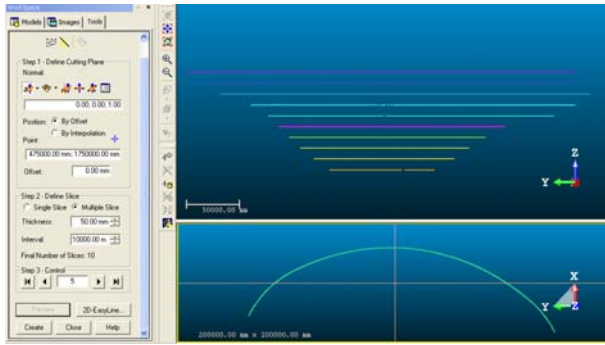 WorkSpace
Models
Images
Tools
Step 1 - Define Cutting Plane
Normal:
0.00, 0.00, 1.00
Position: By Offset
By Interpolation
Point:
475000.00 mm, 1750000.00 mm
Offset: 0.00 mm
Step 2 - Define Slice
Single Slice Multiple Slice
Thickness: 50.00 mm
Interval: 10000.00 m
Final Number of Slices: 10
Step 3 - Control
5
Preview 2D-EasyLine...
Create Close Help
Z
Y
50000.00 mm
X
Y
Z
200000.00 mm × 200000.00 mm